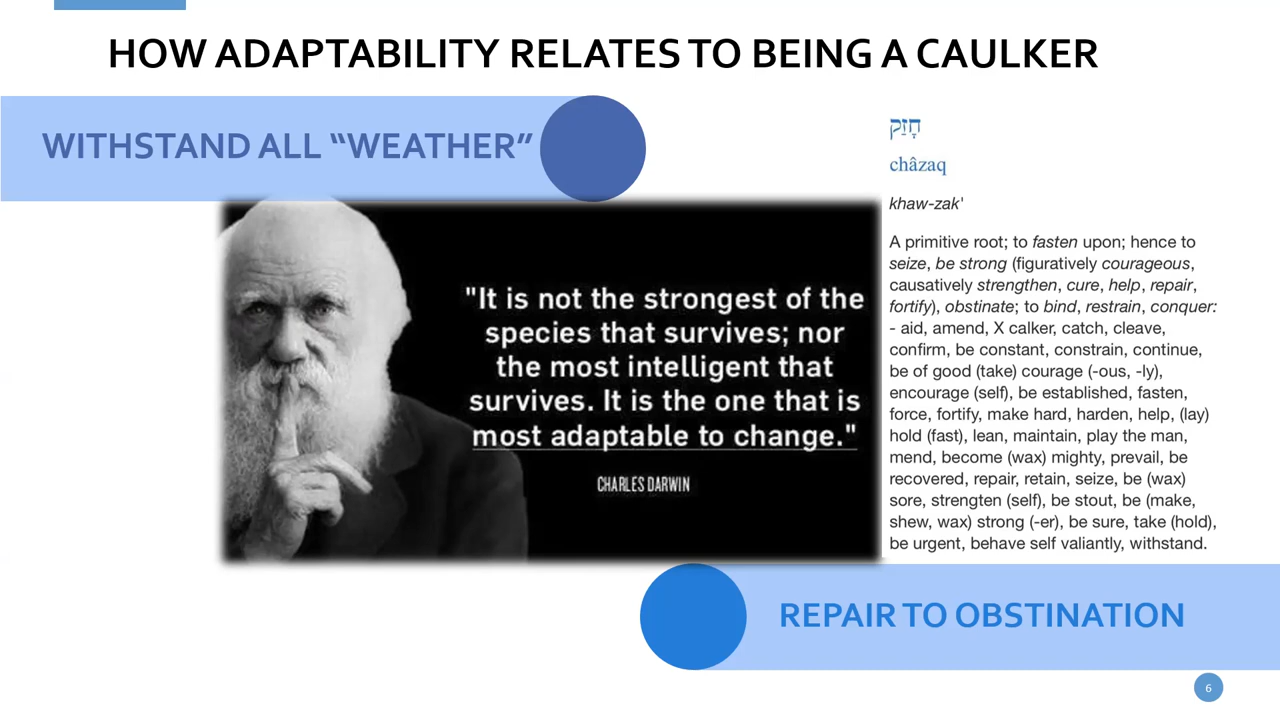 HOW ADAPTABILITY RELATES TO BEING A CAULKER
WITHSTAND ALL “WEATHER”
"It is not the strongest of the
species that survives; nor
the most intelligent that
survives. It is the one that is
most adaptable to change."
CHARLES DARWIN
חָזַק
châzaq
khaw-zak'
A primitive root; to fasten upon; hence to
seize, be strong (figuratively courageous,
causatively strengthen, cure, help, repair,
fortify), obstinate; to bind, restrain, conquer:
- aid, amend, X calker, catch, cleave,
confirm, be constant, constrain, continue,
be of good (take) courage (-ous, -ly),
encourage (self), be established, fasten,
force, fortify, make hard, harden, help, (lay)
hold (fast), lean, maintain, play the man,
mend, become (wax) mighty, prevail, be
recovered, repair, retain, seize, be (wax)
sore, strengten (self), be stout, be (make,
shew, wax) strong (-er), be sure, take (hold),
be urgent, behave self valiantly, withstand.
REPAIR TO OBSTINATION
6